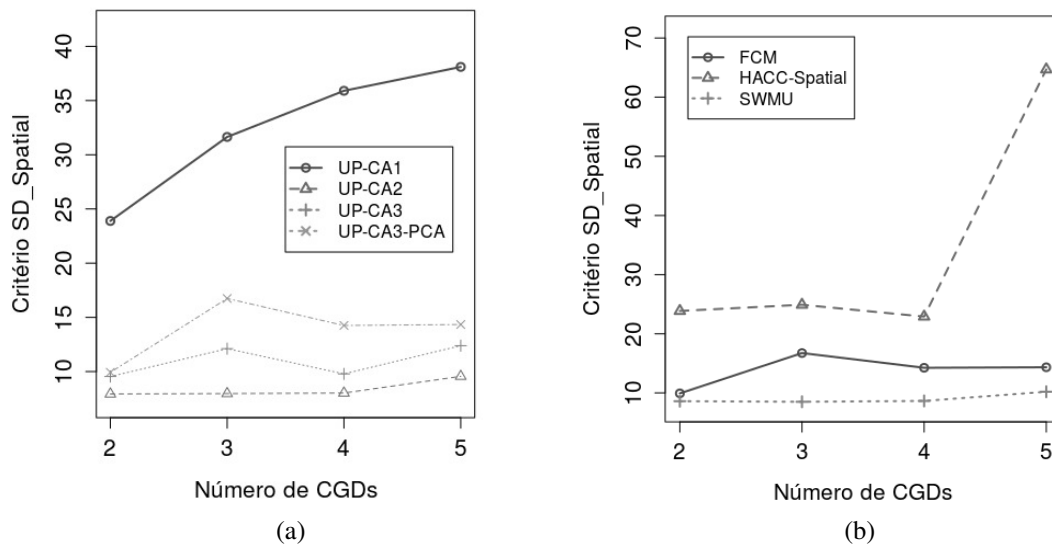 Critério SD_Spatial
40
35
30
25
20
15
10
UP-CA1
UP-CA2
UP-CA3
UP-CA3-PCA
2 3 4 5
Número de CGDs
(a)
Critério SD_Spatial
70
60
50
40
30
20
10
FCM
HACC-Spatial
SWMU
2 3 4 5
Número de CGDs
(b)